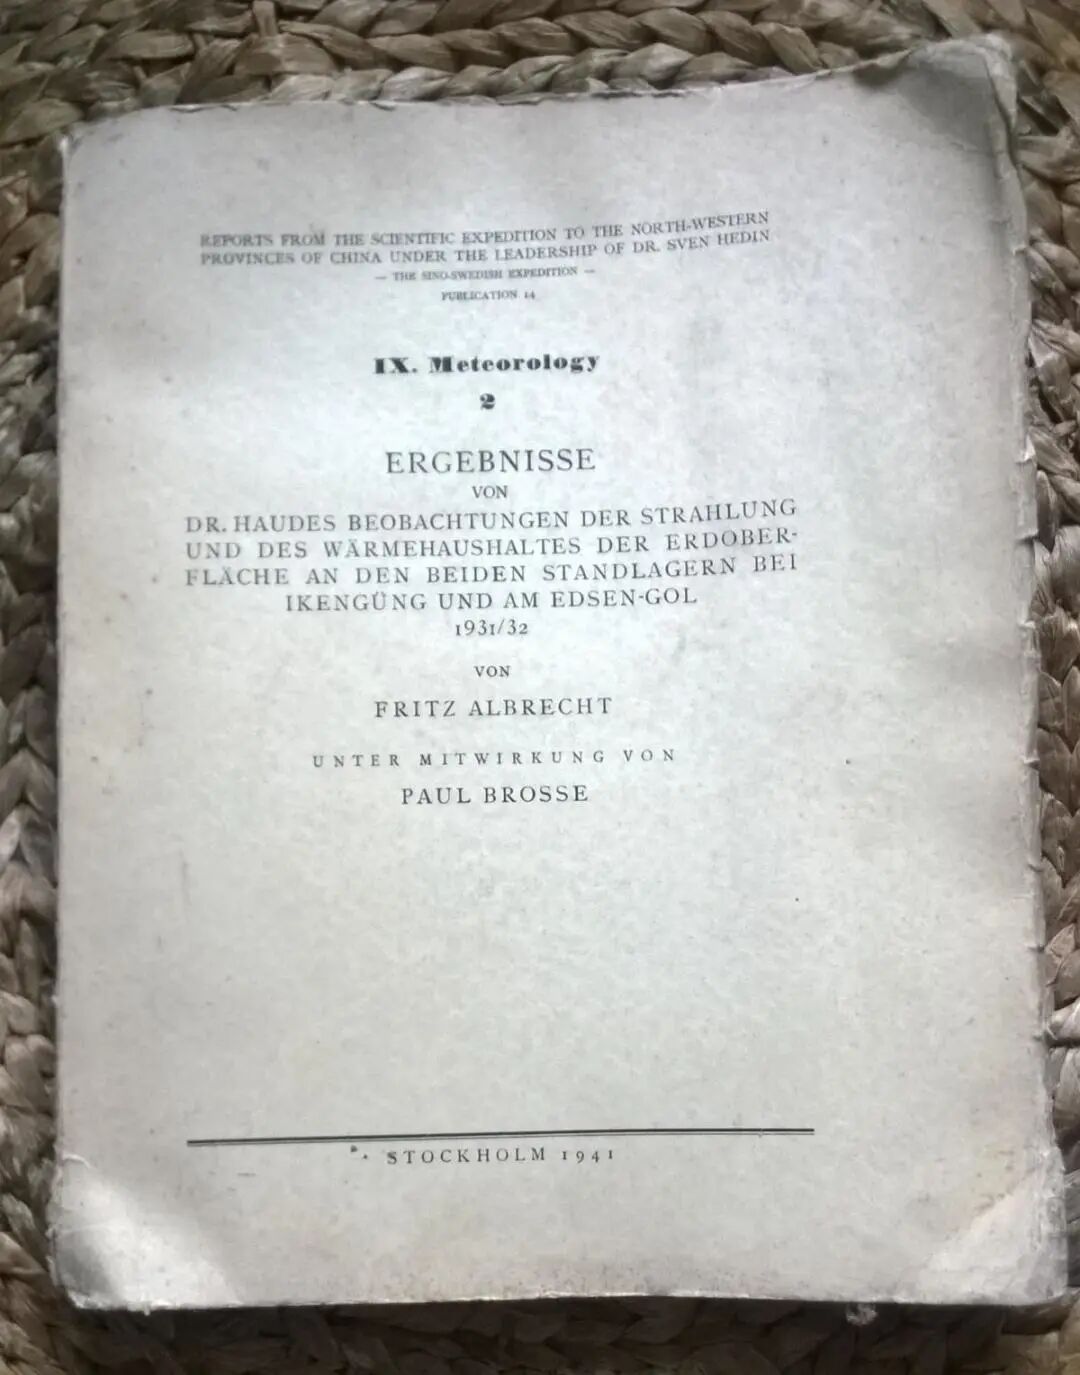 REPORTS FROM THE SCIENTIFIC EXPEDITION TO THE NORTH-WESTERN
PROVINCES OF CHINA UNDER THE LEADERSHIP OF DR. SVEN HEDIN
— THE SINO-SWEDISH EXPEDITION —
PUBLICATION 14
IX. Meteorology
2
ERGEBNISSE
VON
DR. HAUDES BEOBACHTUNGEN DER STRAHLUNG
UND DES WÄRMEHAUSHALTES DER ERDOBER-
FLÄCHE AN DEN BEIDEN STANDLAGERN BEI
IKENGÜNG UND AM EDSEN-GOL
1931/32
VON
FRITZ ALBRECHT
UNTER MITWIRKUNG VON
PAUL BROSSE
STOCKHOLM 1941